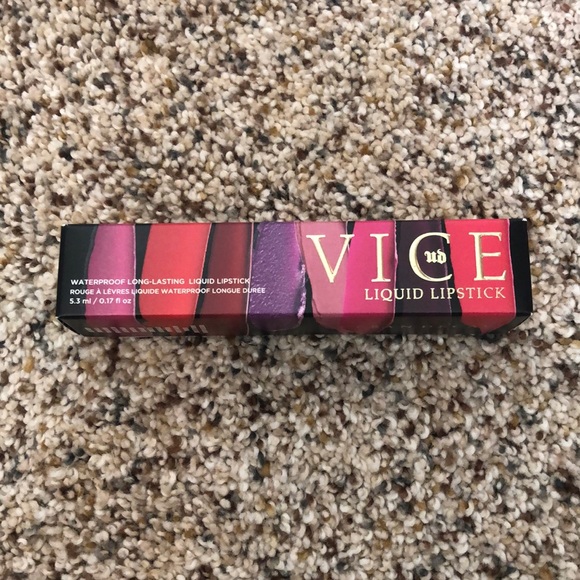 WATERPROOF LONG-LASTING LIQUID LIPSTICK
ROUGE À LÈVRES LIQUIDE WATERPROOF LONGUE DURÉE
5.3 ml / 0.17 fl oz
VICE
ud
LIQUID LIPSTICK